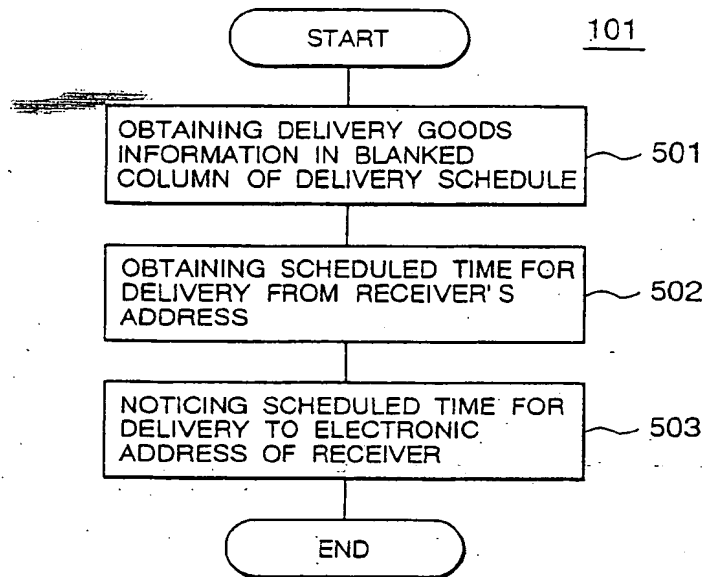 START
101
OBTAINING DELIVERY GOODS
INFORMATION IN BLANKED
COLUMN OF DELIVERY SCHEDULE
501
OBTAINING SCHEDULED TIME FOR
DELIVERY FROM RECEIVER'S
ADDRESS
502
NOTICING SCHEDULED TIME FOR
DELIVERY TO ELECTRONIC
ADDRESS OF RECEIVER
503
END